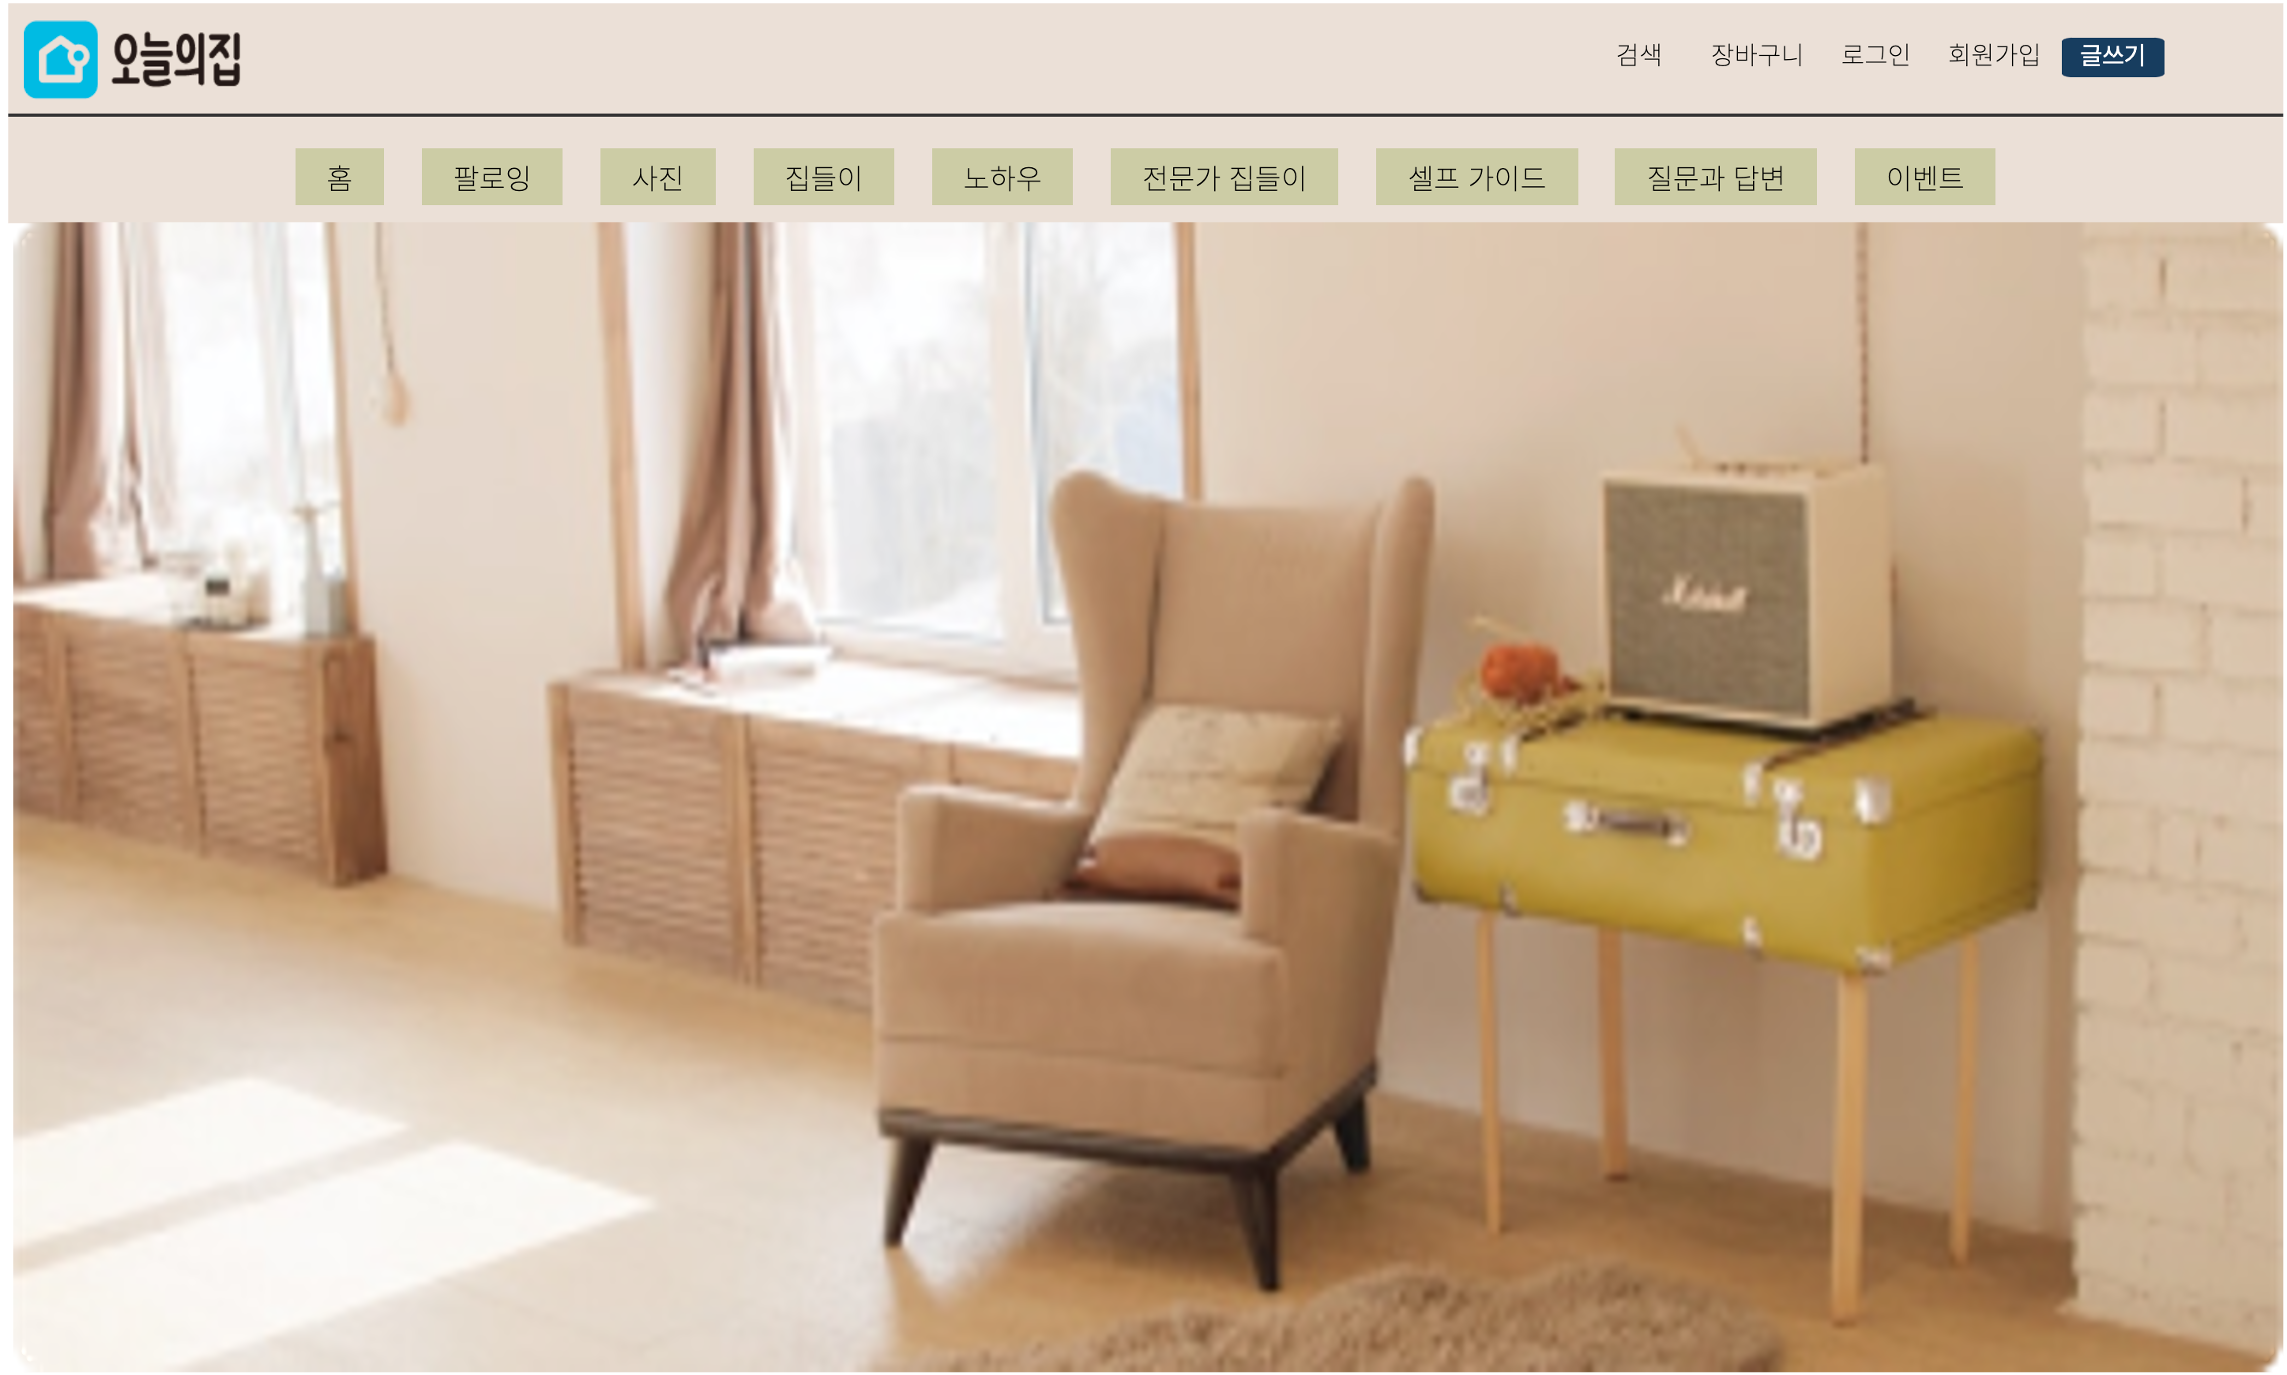 오늘의집
검색 장바구니 로그인 회원가입 글쓰기
홈 팔로잉 사진 집들이 노하우 전문가 집들이 셀프 가이드 질문과 답변 이벤트
Marshall